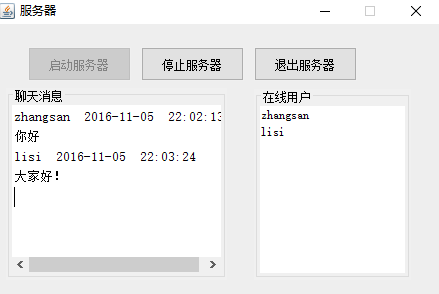 服务器
启动服务器 停止服务器 退出服务器
聊天消息 在线用户
zhangsan 2016-11-05 22:02:13
你好
lisi 2016-11-05 22:03:24
大家好!
zhangsan
lisi